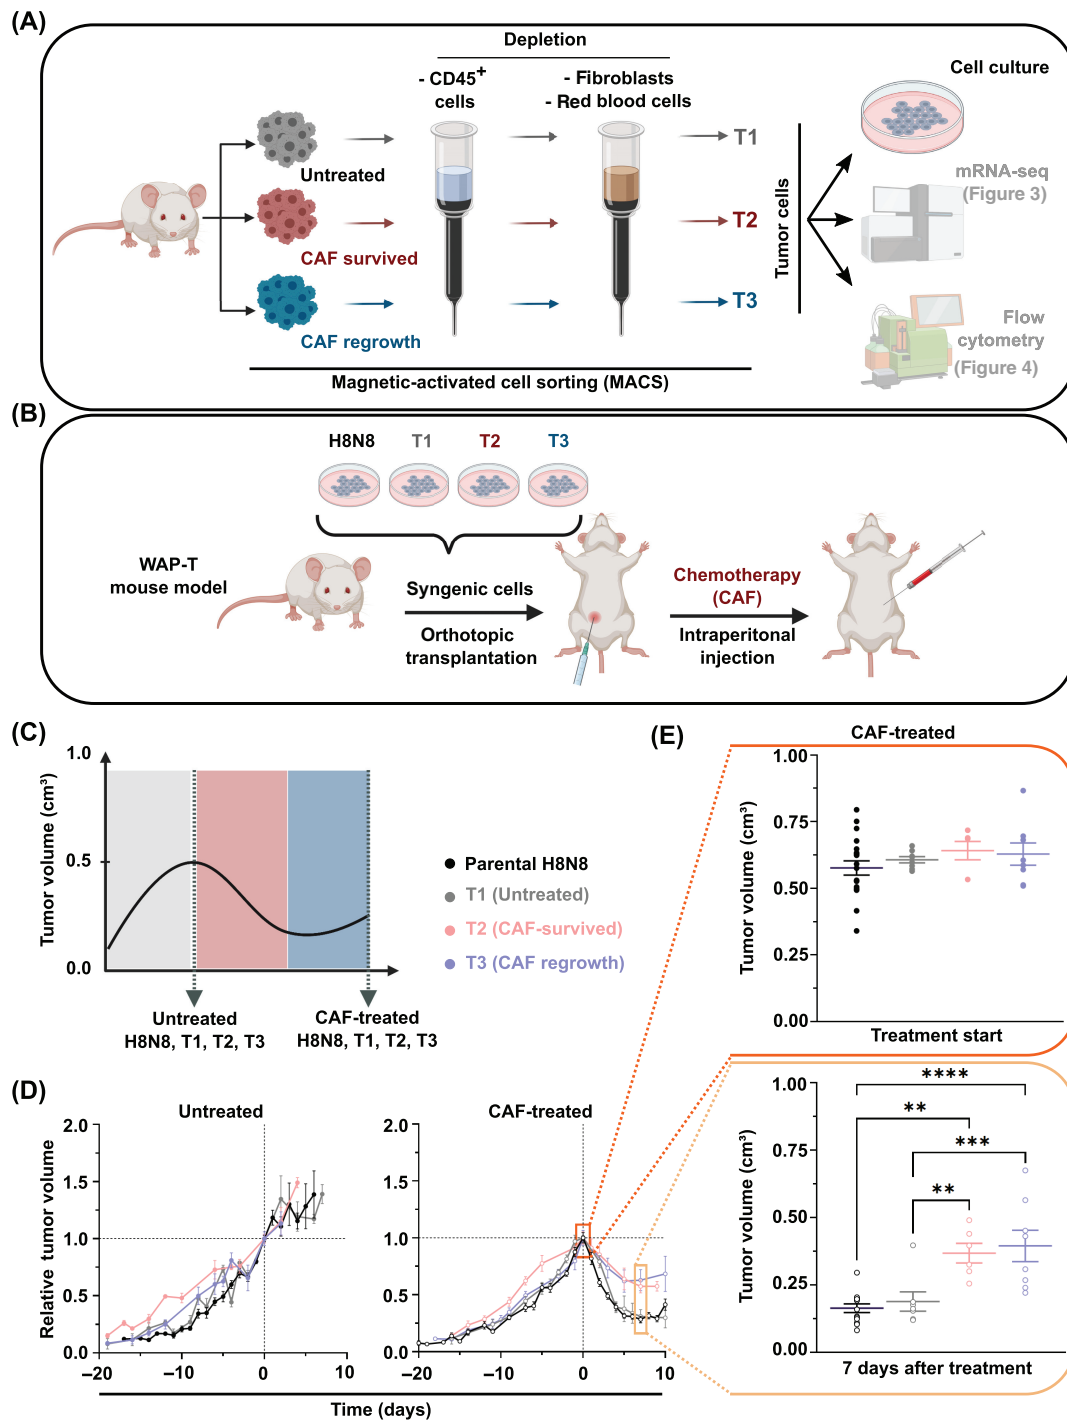 (A)
Depletion
- CD45+
cells
- Fibroblasts
- Red blood cells
Cell culture
Untreated
T1
mRNA-seq
(Figure 3)
CAF survived
T2
Tumor cells
CAF regrowth
T3
Flow
cytometry
(Figure 4)
Magnetic-activated cell sorting (MACS)
(B)
H8N8 T1 T2 T3
WAP-T
mouse model
Syngenic cells
Orthotopic
transplantation
Chemotherapy
(CAF)
Intraperitonal
injection
(C)
1.0
0.5
0.0
Tumor volume (cm³)
Untreated
H8N8, T1, T2, T3
CAF-treated
H8N8, T1, T2, T3
Parental H8N8
T1 (Untreated)
T2 (CAF-survived)
T3 (CAF regrowth)
(D)
Untreated
2.0
1.5
1.0
0.5
0.0
Relative tumor volume
−20 −10 0 10
CAF-treated
2.0
1.5
1.0
0.5
0.0
−20 −10 0 10
Time (days)
(E)
CAF-treated
1.00
0.75
0.50
0.25
0.00
Tumor volume (cm³)
Treatment start
1.00
0.75
0.50
0.25
0.00
Tumor volume (cm³)
****
**
***
**
7 days after treatment